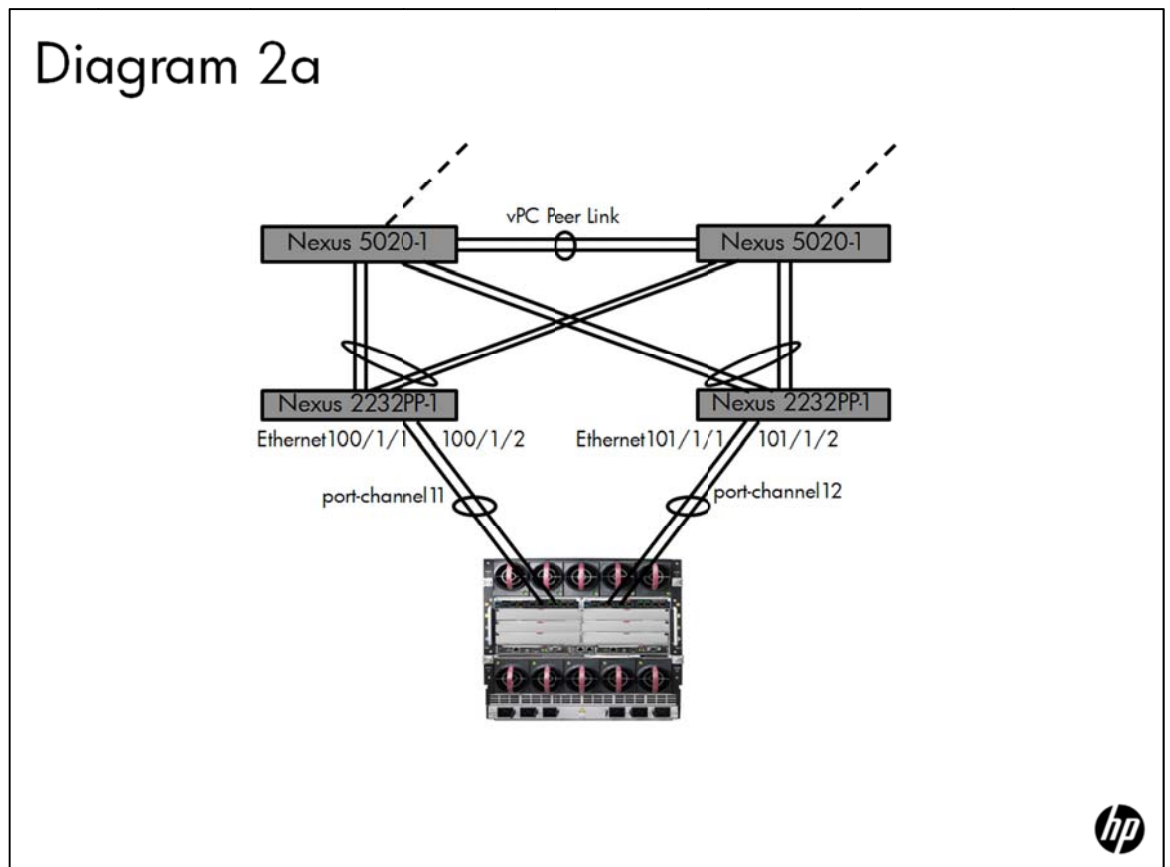 Diagram 2a
vPC Peer Link
Nexus 5020-1
Nexus 5020-1
Nexus 2232PP-1
Nexus 2232PP-1
Ethernet100/1/1 100/1/2
Ethernet101/1/1 101/1/2
port-channel11
port-channel12
hp